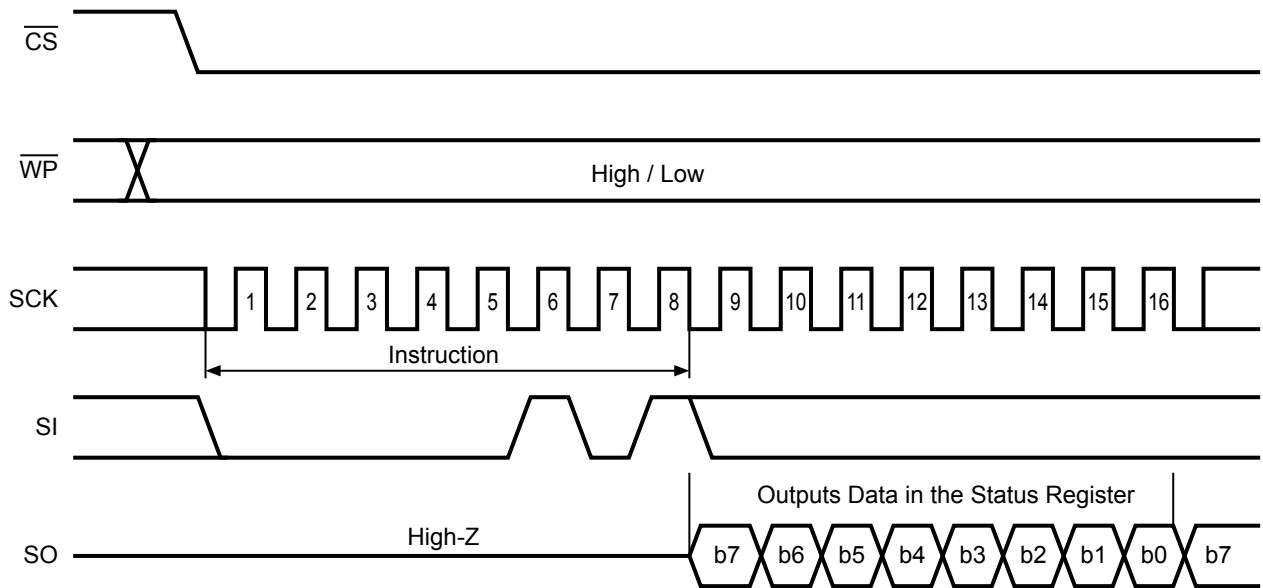 CS
WP
High / Low
SCK
1 2 3 4 5 6 7 8 9 10 11 12 13 14 15 16
Instruction
SI
Outputs Data in the Status Register
High-Z
SO
b7 b6 b5 b4 b3 b2 b1 b0 b7